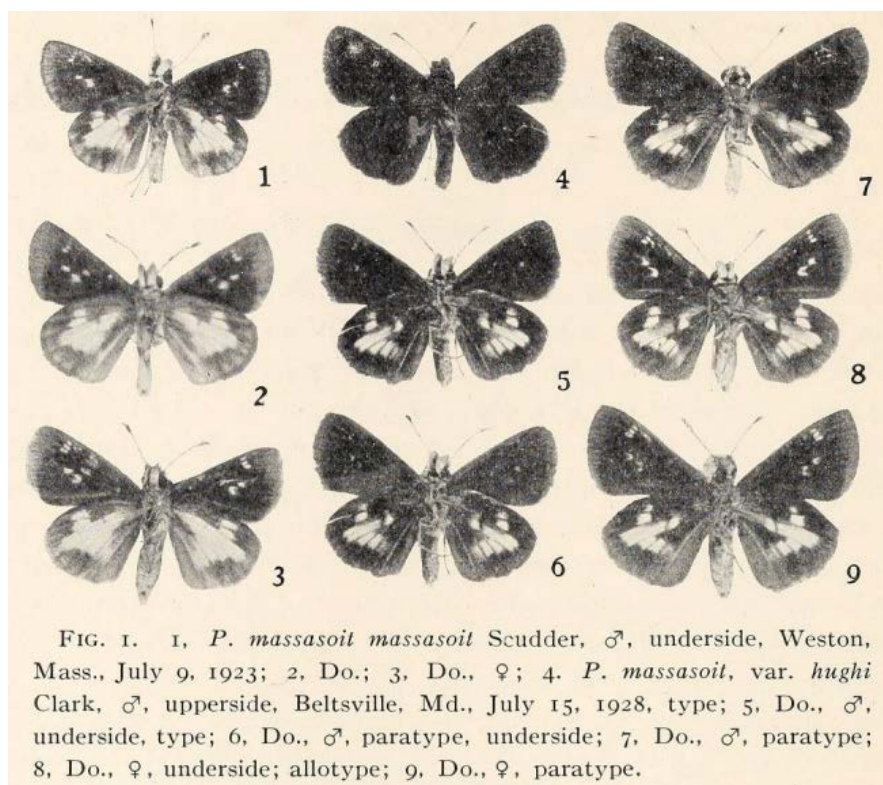 1
4
7
2
5
8
3
6
9
FIG. 1. 1, P. massasoit massasoit Scudder, ♂, underside, Weston,
Mass., July 9, 1923; 2, Do.; 3, Do., ♀; 4. P. massasoit, var. hughi
Clark, ♂, upperside, Beltsville, Md., July 15, 1928, type; 5, Do., ♂,
underside, type; 6, Do., ♂, paratype, underside; 7, Do., ♂, paratype;
8, Do., ♀, underside; allotype; 9, Do., ♀, paratype.